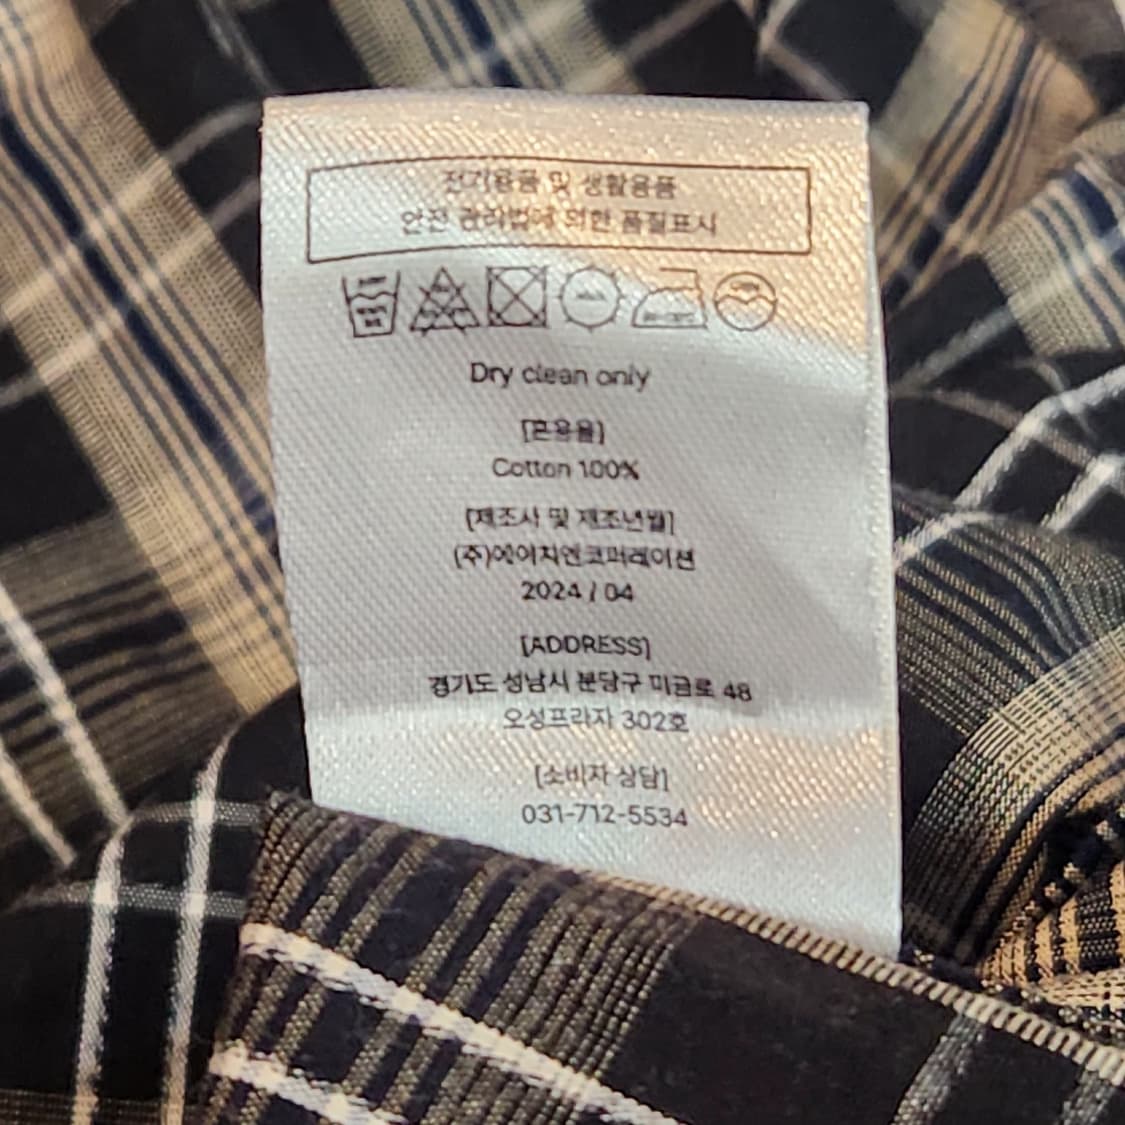 전기용품 및 생활용품
안전 관리법에 의한 품질표시
Dry clean only
[혼용율]
Cotton 100%
[제조사 및 제조년월]
(주)에이치엔코퍼레이션
2024 / 04
[ADDRESS]
경기도 성남시 분당구 미금로 48
오성프라자 302호
[소비자 상담]
031-712-5534